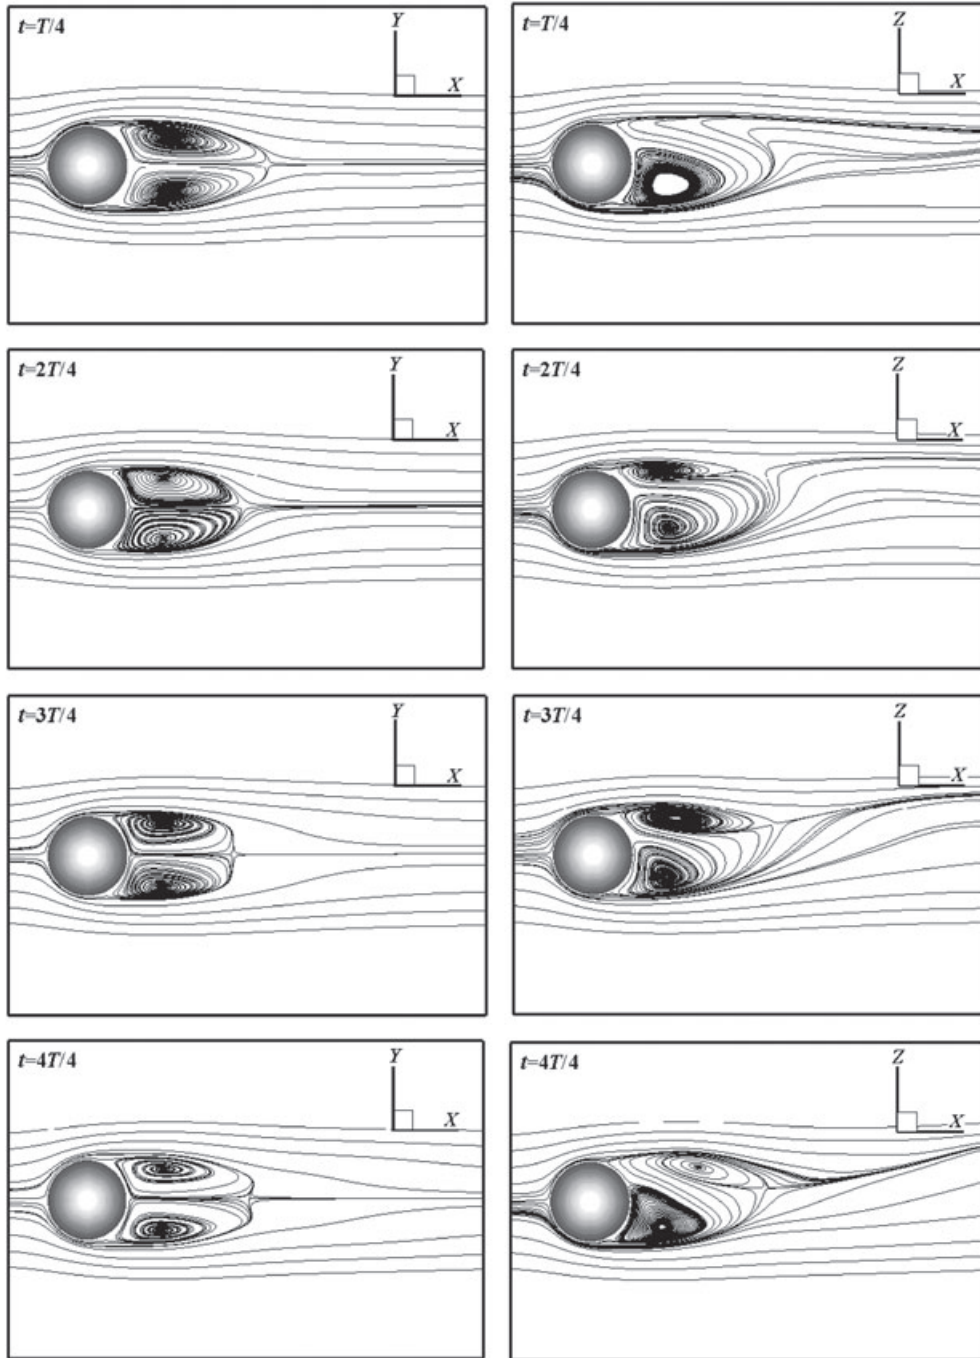 t=T/4 Y X
t=T/4 Z X
t=2T/4 Y X
t=2T/4 Z X
t=3T/4 Y X
t=3T/4 Z X
t=4T/4 Y X
t=4T/4 Z X